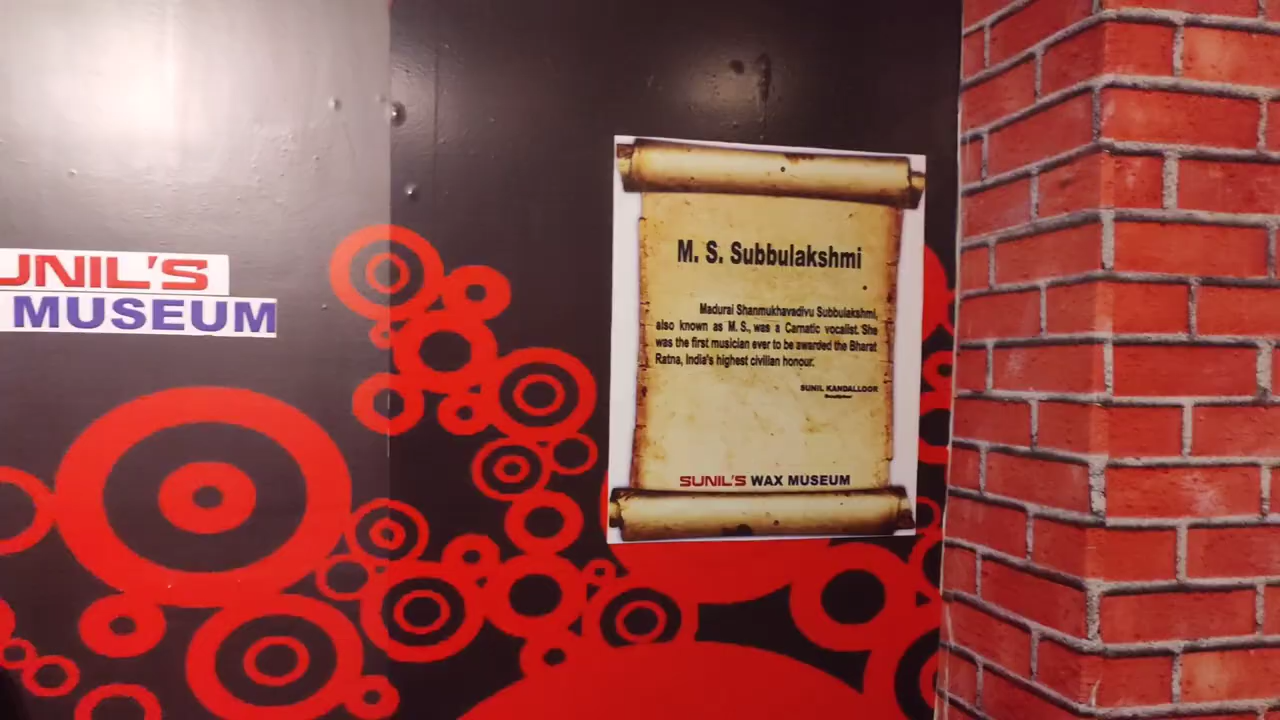 UNIL'S
MUSEUM
M. S. Subbulakshmi
Madurai Shanmukhavadivu Subbulakshmi,
also known as M. S., was a Carnatic vocalist. She
was the first musician ever to be awarded the Bharat
Ratna, India's highest civilian honour.
SUNIL KANDALLOOR
Sculptor
SUNIL'S WAX MUSEUM